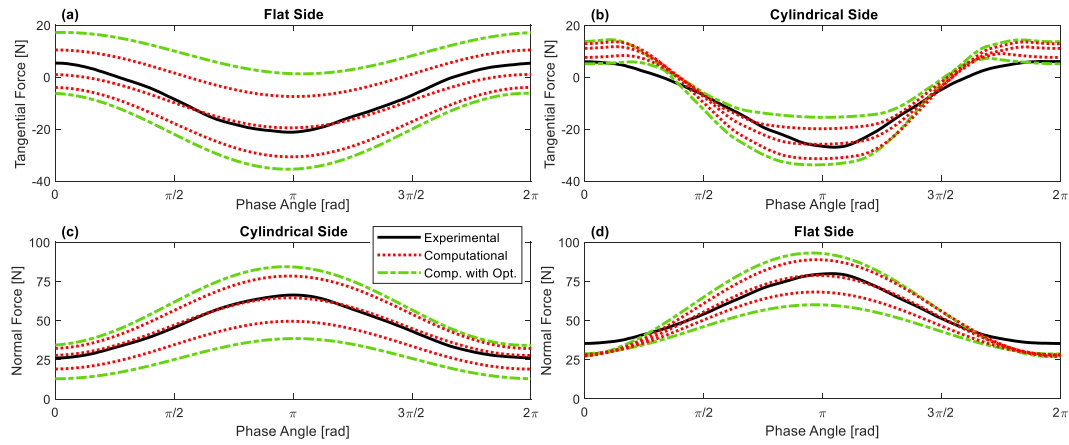 (a) Flat Side
Tangential Force [N]
20
0
-20
-40
0 π/2 π 3π/2 2π
Phase Angle [rad]
(b) Cylindrical Side
Tangential Force [N]
20
0
-20
-40
0 π/2 π 3π/2 2π
Phase Angle [rad]
(c) Cylindrical Side
Normal Force [N]
100
75
50
25
0
0 π/2 π 3π/2 2π
Phase Angle [rad]
Experimental
Computational
Comp. with Opt.
(d) Flat Side
Normal Force [N]
100
75
50
25
0
0 π/2 π 3π/2 2π
Phase Angle [rad]